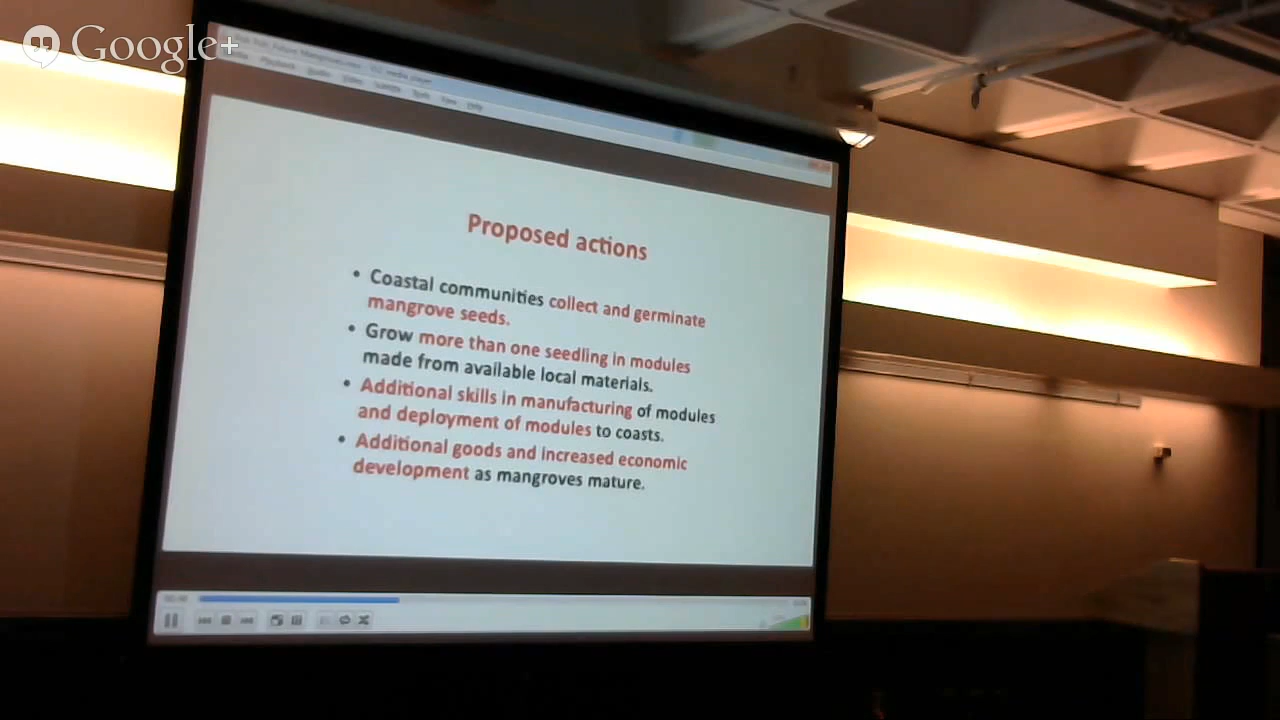 Google+
media player
Proposed actions
• Coastal communities collect and germinate
mangrove seeds.
• Grow more than one seedling in modules
made from available local materials.
• Additional skills in manufacturing of modules
and deployment of modules to coasts.
• Additional goods and increased economic
development as mangroves mature.